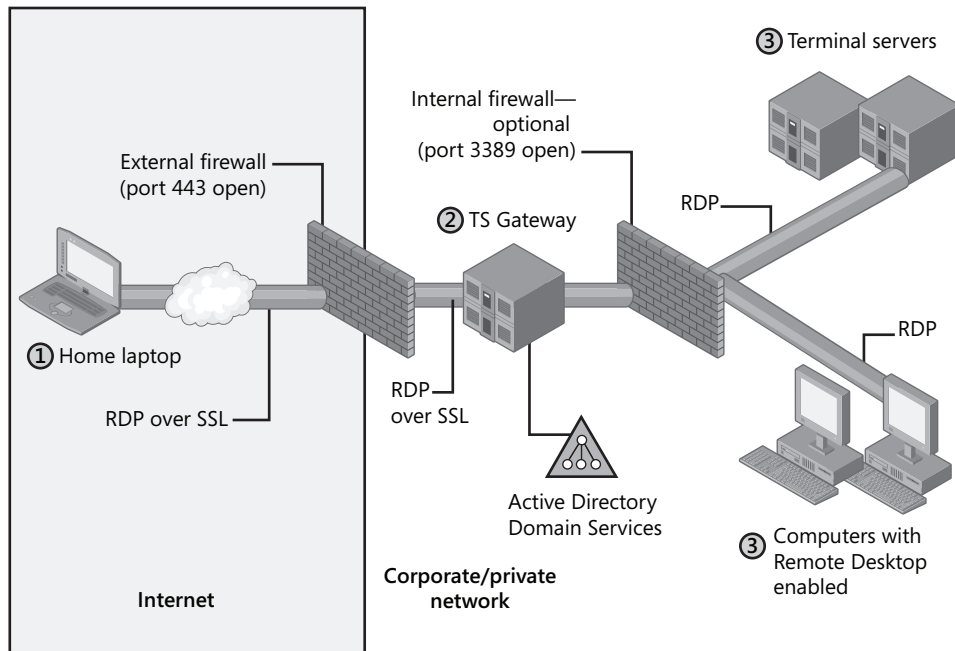 3 Terminal servers
Internal firewall—
optional
(port 3389 open)
External firewall
(port 443 open)
RDP
2 TS Gateway
RDP
1 Home laptop
RDP over SSL
RDP
over SSL
Active Directory
Domain Services
3 Computers with
Remote Desktop
enabled
Corporate/private
network
Internet